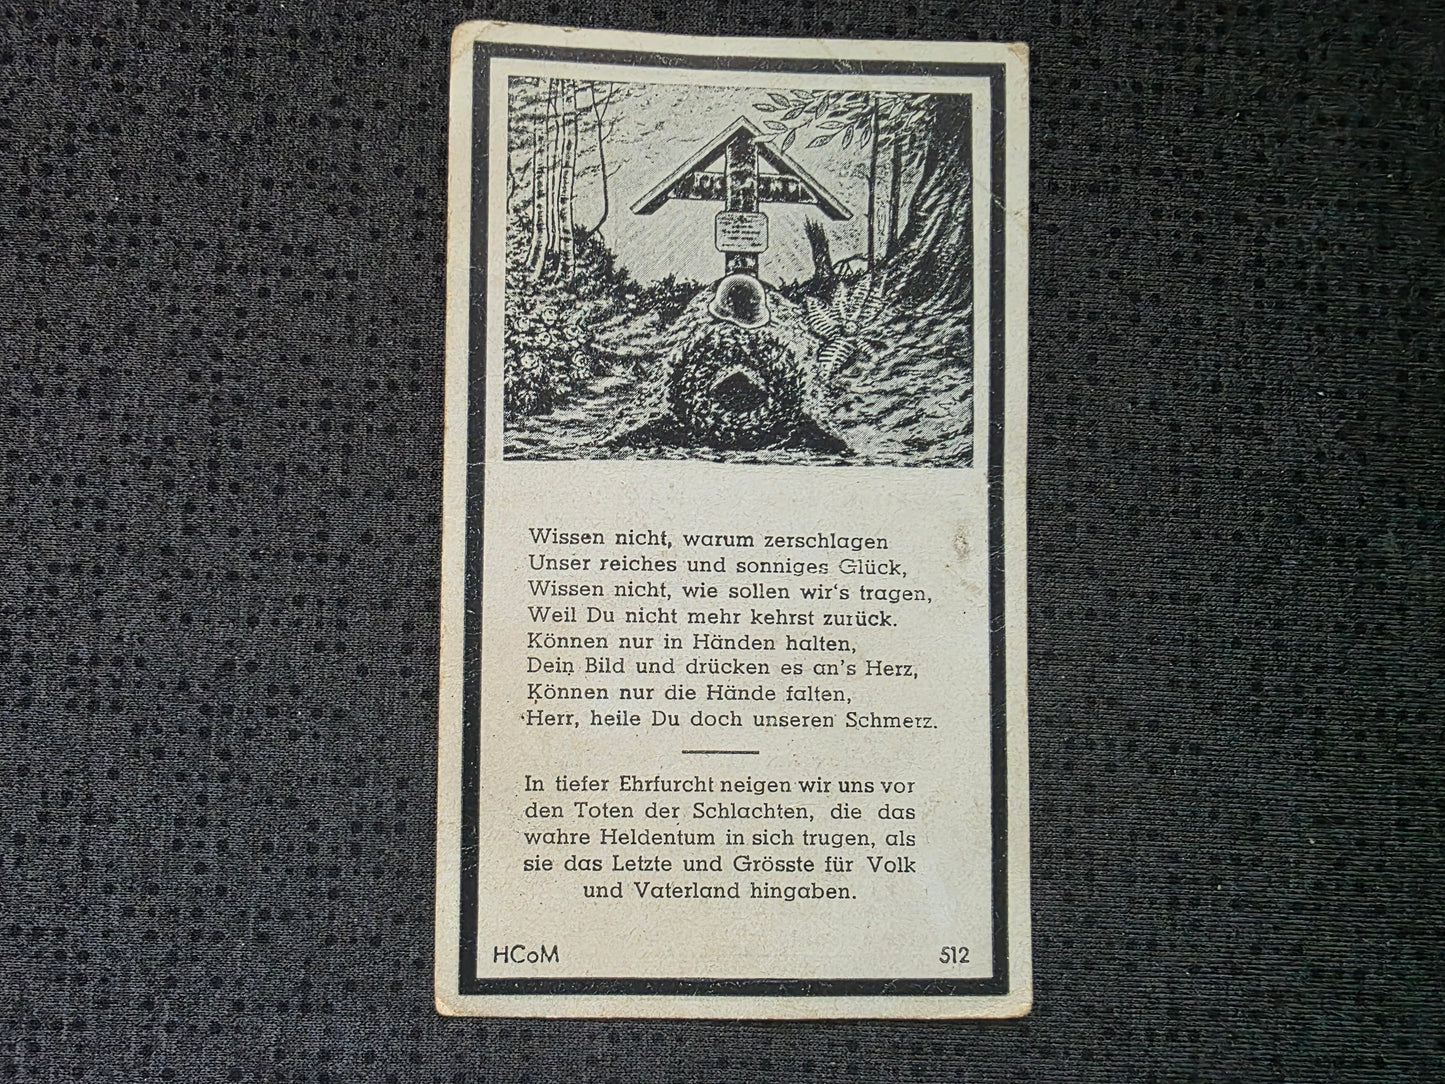 Wissen nicht, warum zerschlagen
Unser reiches und sonniges Glück,
Wissen nicht, wie sollen wir's tragen,
Weil Du nicht mehr kehrst zurück.
Können nur in Händen halten,
Dein Bild und drücken es an's Herz,
Können nur die Hände falten,
Herr, heile Du doch unseren Schmerz.
In tiefer Ehrfurcht neigen wir uns vor
den Toten der Schlachten, die das
wahre Heldentum in sich trugen, als
sie das Letzte und Grösste für Volk
und Vaterland hingaben.
HCoM
512